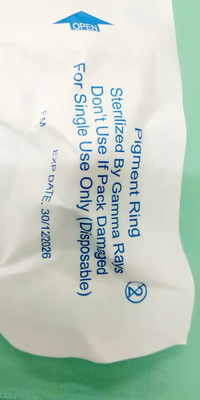 OPEN
Pigment Ring
Sterilized By Gamma Rays
Don't Use If Pack Damaged
For Single Use Only (Disposable)
EXP.DATE. 30/12/2026